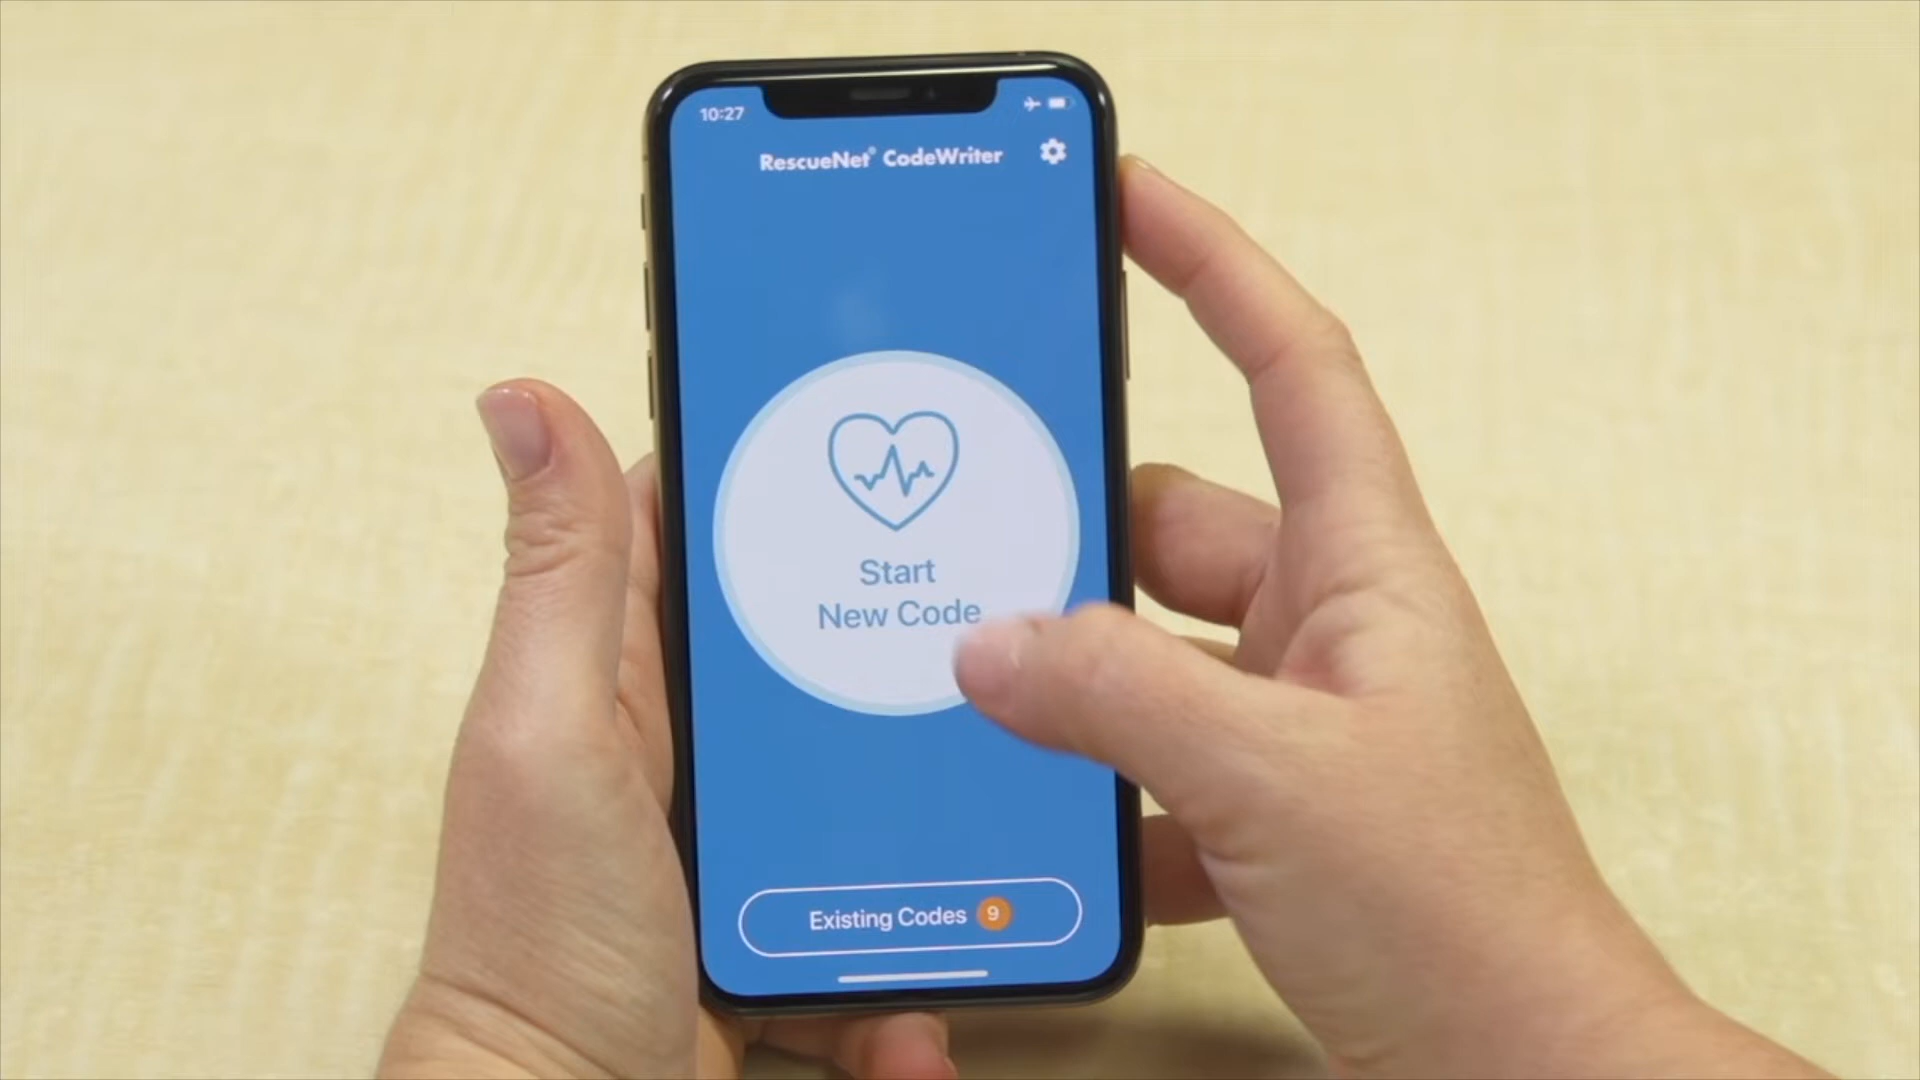 10:27
RescueNet® CodeWriter
Start
New Code
Existing Codes 9